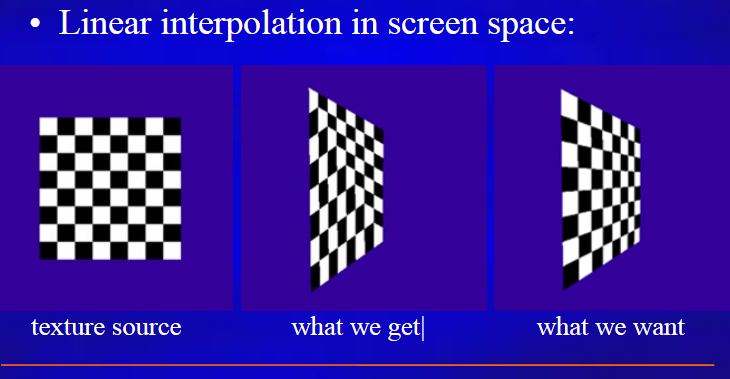 • Linear interpolation in screen space:
texture source
what we get|
what we want